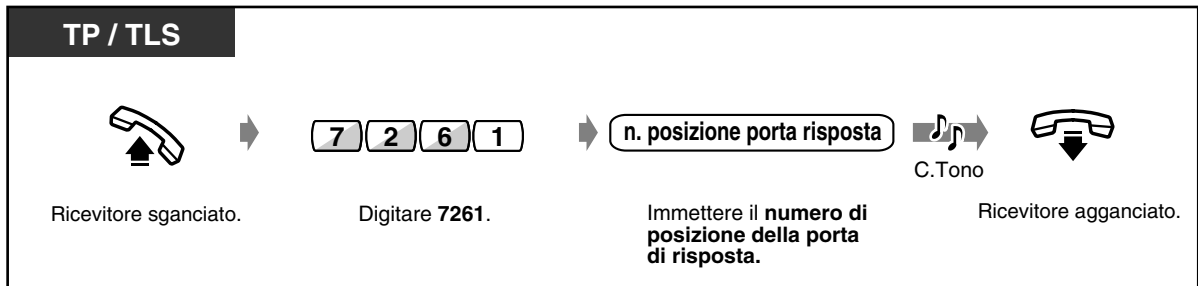 TP / TLS
7 2 6 1
n. posizione porta risposta
C.Tono
Ricevitore sganciato.
Digitare 7261.
Immettere il numero di
posizione della porta
di risposta.
Ricevitore agganciato.